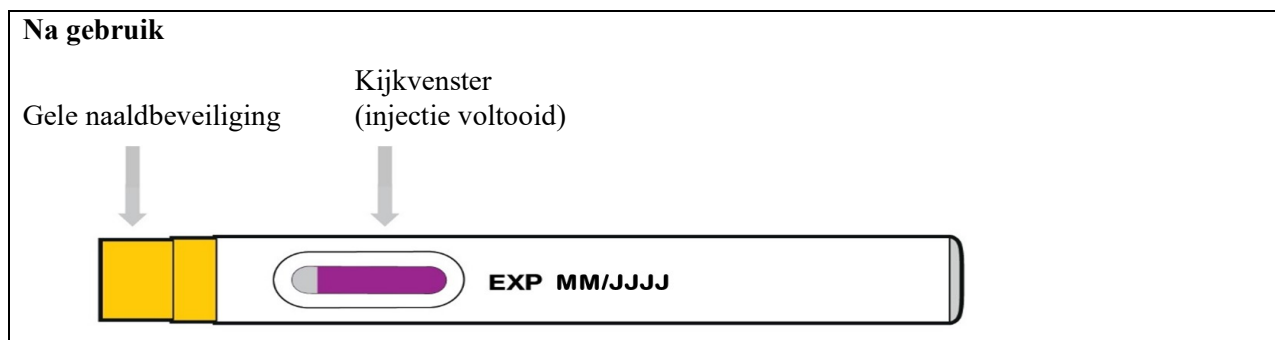 Na gebruik
Kijkvenster
Gele naaldbeveiliging (injectie voltooid)
EXP MM/JJJJ